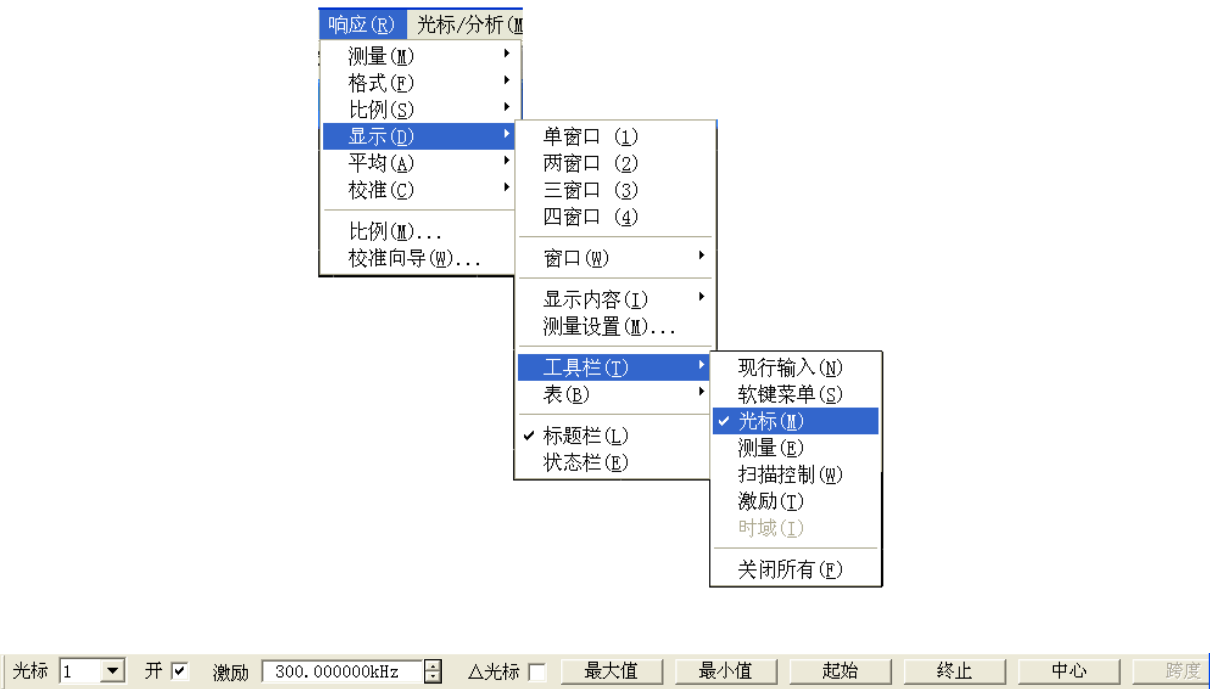 响应(R) 光标/分析(M
测量(M)
格式(F)
比例(S)
显示(D)
平均(A)
校准(C)
比例(M)...
校准向导(W)...
单窗口 (1)
两窗口 (2)
三窗口 (3)
四窗口 (4)
窗口(W)
显示内容(I)
测量设置(M)...
工具栏(T)
表(B)
标题栏(L)
状态栏(E)
现行输入(N)
软键菜单(S)
光标(M)
测量(E)
扫描控制(W)
激励(T)
时域(I)
关闭所有(F)
光标 1 开 激励 300.000000kHz △光标 最大值 最小值 起始 终止 中心 跨度